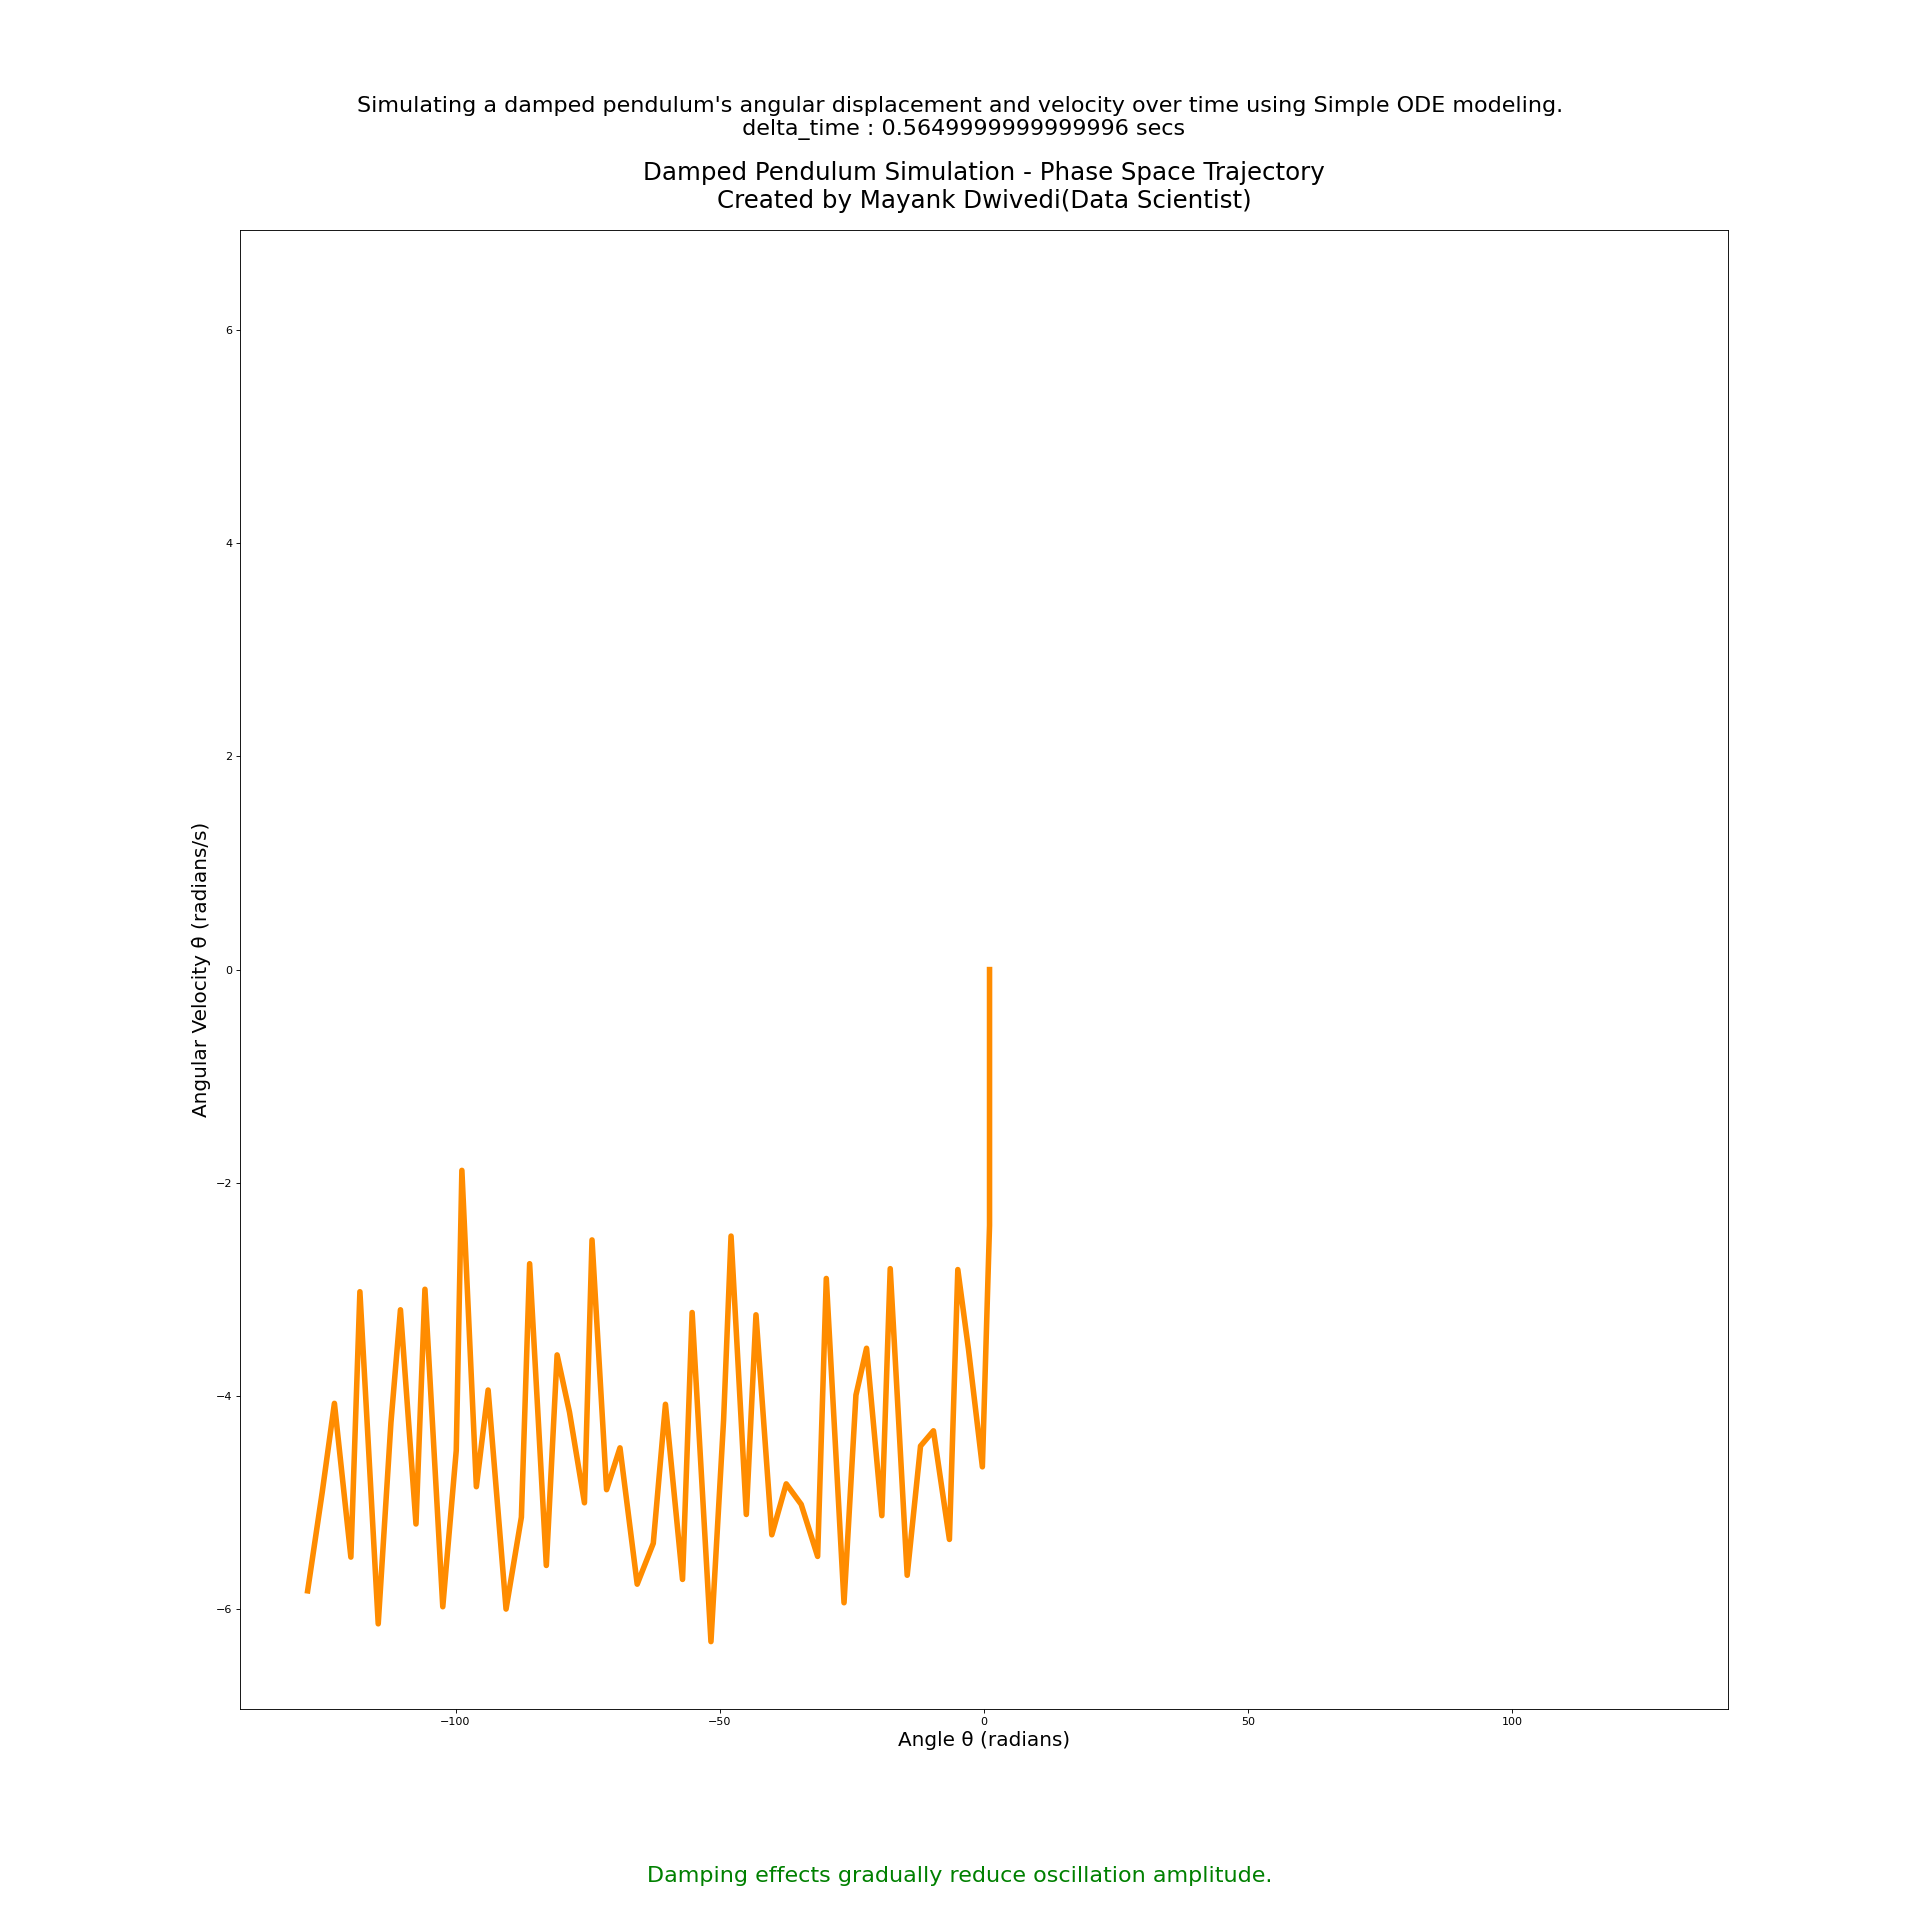 Simulating a damped pendulum's angular displacement and velocity over time using Simple ODE modeling.
delta_time : 0.5649999999999996 secs
Damped Pendulum Simulation - Phase Space Trajectory
Created by Mayank Dwivedi(Data Scientist)
Angular Velocity θ (radians/s)
6
4
2
0
−2
−4
−6
−100
−50
0
50
100
Angle θ (radians)
Damping effects gradually reduce oscillation amplitude.